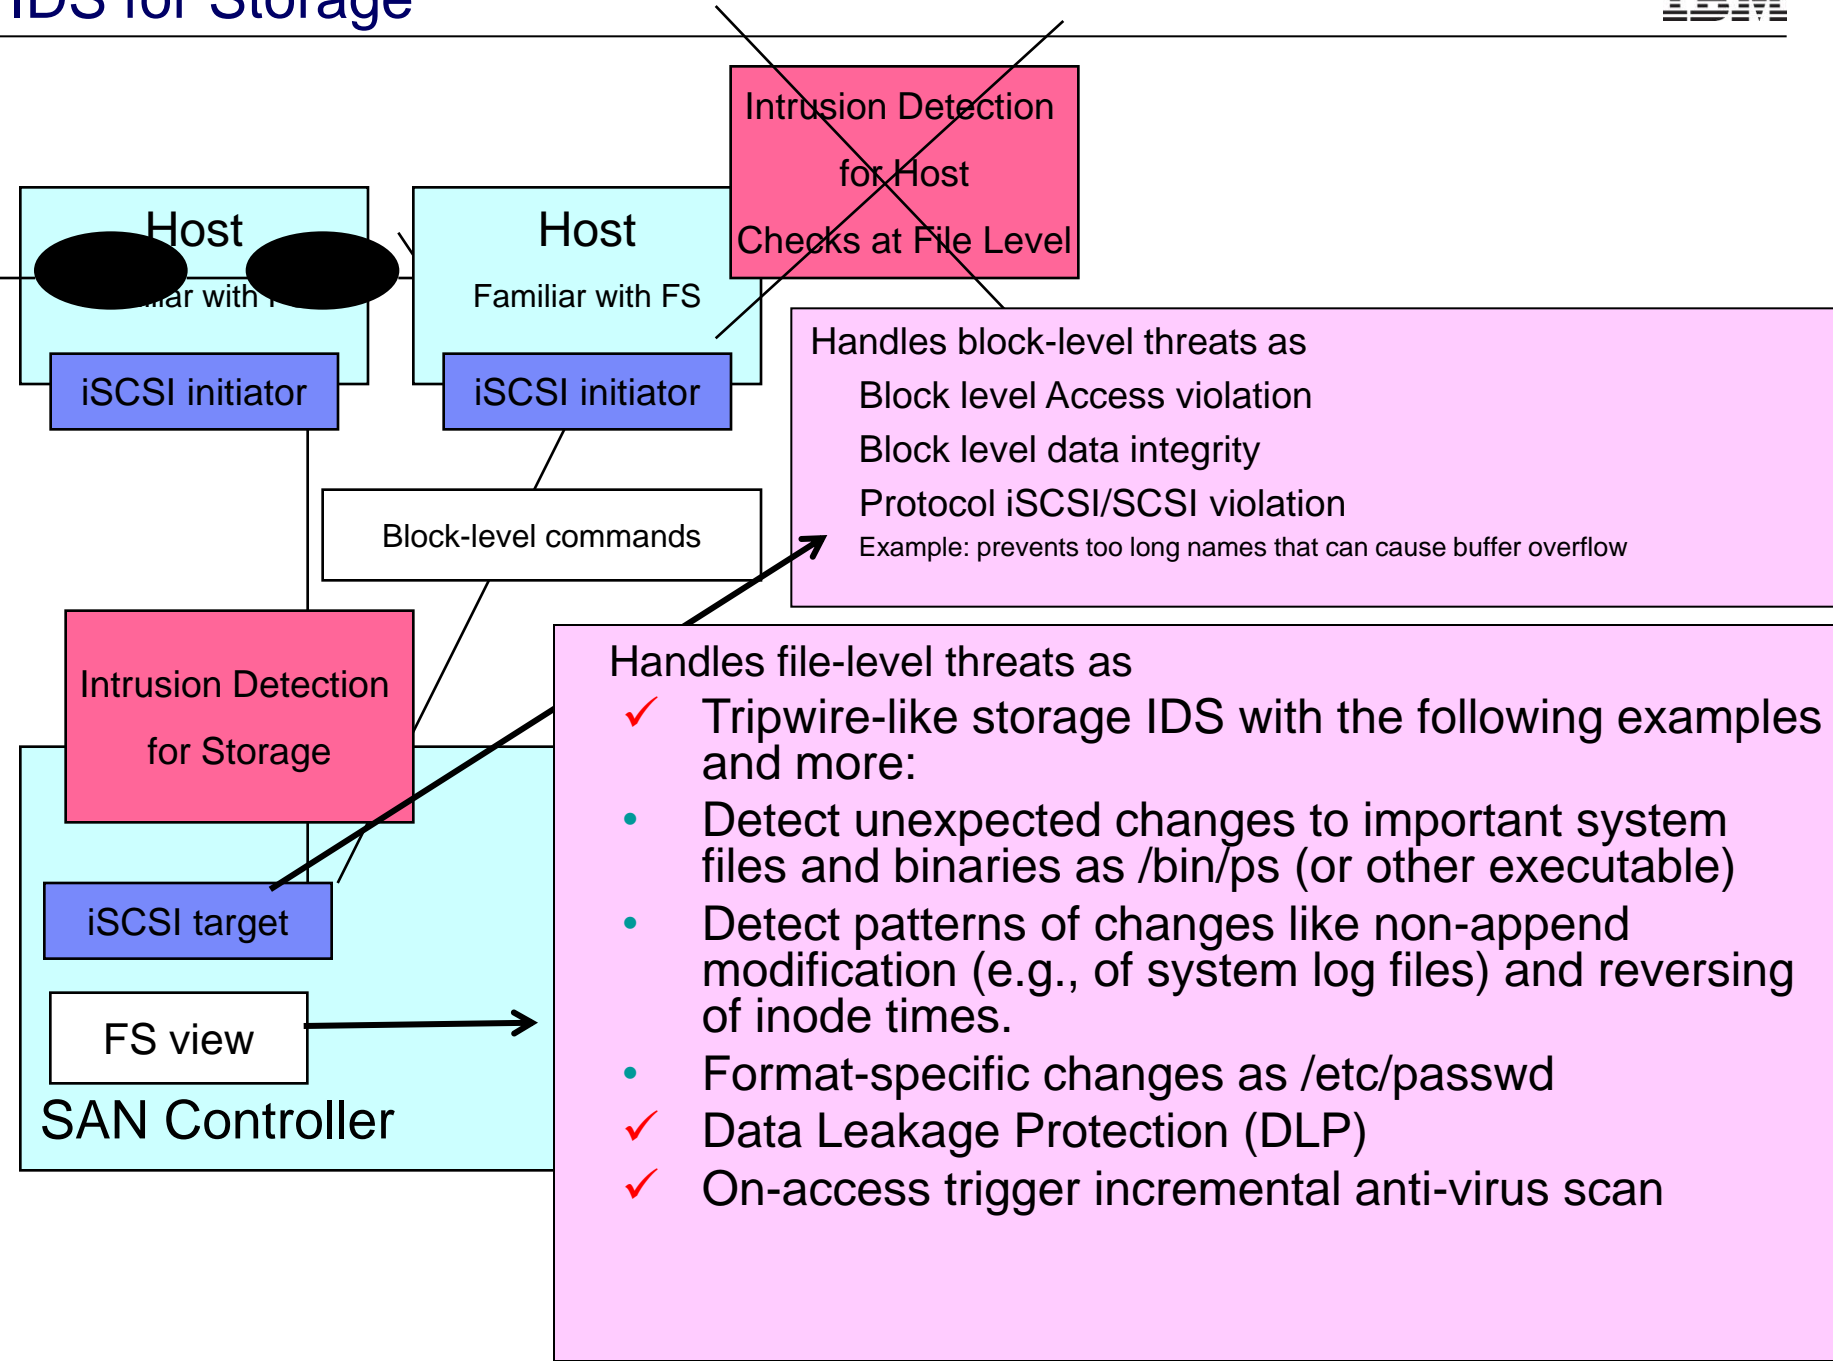 IDS for Storage
IBM
Intrusion Detection
for Host
Checks at File Level
Host
with
iSCSI initiator
Host
Familiar with FS
iSCSI initiator
Block-level commands
Handles block-level threats as
Block level Access violation
Block level data integrity
Protocol iSCSI/SCSI violation
Example: prevents too long names that can cause buffer overflow
Intrusion Detection
for Storage
iSCSI target
FS view
SAN Controller
Handles file-level threats as
✓ Tripwire-like storage IDS with the following examples
and more:
• Detect unexpected changes to important system
files and binaries as /bin/ps (or other executable)
• Detect patterns of changes like non-append
modification (e.g., of system log files) and reversing
of inode times.
• Format-specific changes as /etc/passwd
✓ Data Leakage Protection (DLP)
✓ On-access trigger incremental anti-virus scan